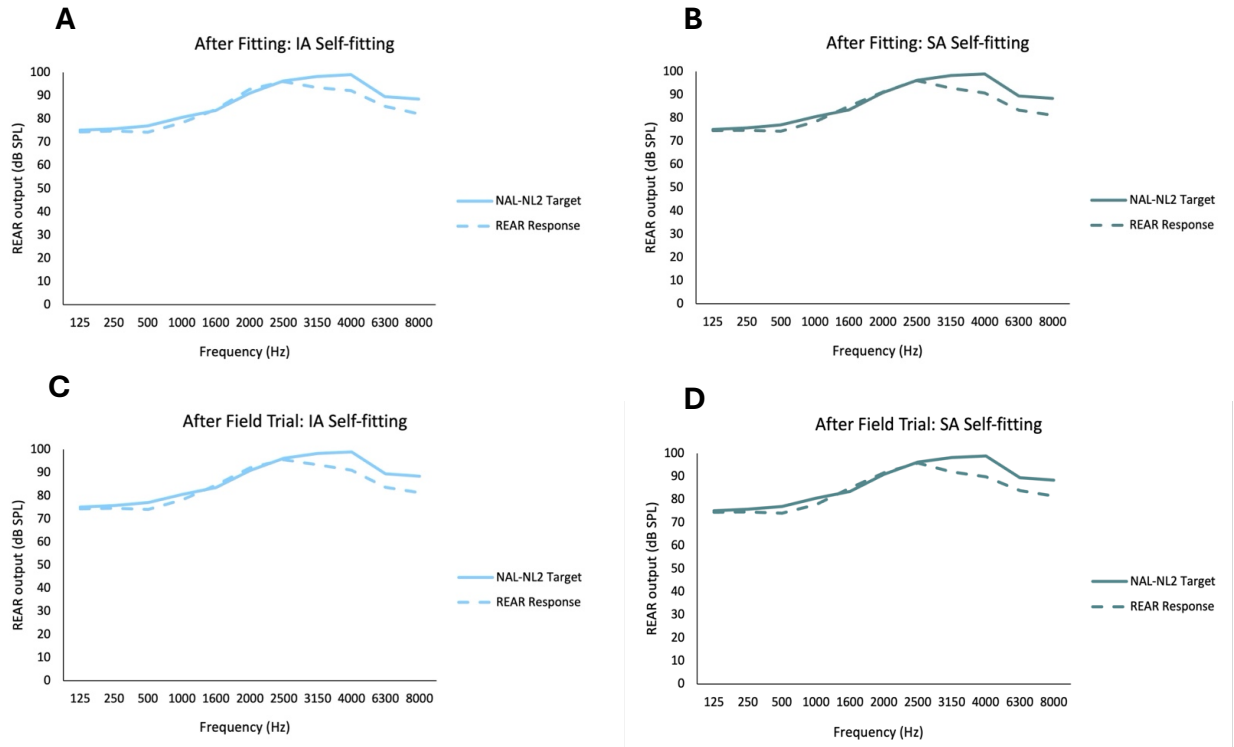 A
After Fitting: IA Self-fitting
REAR output (dB SPL)
100
90
80
70
60
50
40
30
20
10
0
125 250 500 1000 1600 2000 2500 3150 4000 6300 8000
Frequency (Hz)
NAL-NL2 Target
REAR Response
B
After Fitting: SA Self-fitting
REAR output (dB SPL)
100
90
80
70
60
50
40
30
20
10
0
125 250 500 1000 1600 2000 2500 3150 4000 6300 8000
Frequency (Hz)
NAL-NL2 Target
REAR Response
C
After Field Trial: IA Self-fitting
REAR output (dB SPL)
100
90
80
70
60
50
40
30
20
10
0
125 250 500 1000 1600 2000 2500 3150 4000 6300 8000
Frequency (Hz)
NAL-NL2 Target
REAR Response
D
After Field Trial: SA Self-fitting
REAR output (dB SPL)
100
90
80
70
60
50
40
30
20
10
0
125 250 500 1000 1600 2000 2500 3150 4000 6300 8000
Frequency (Hz)
NAL-NL2 Target
REAR Response